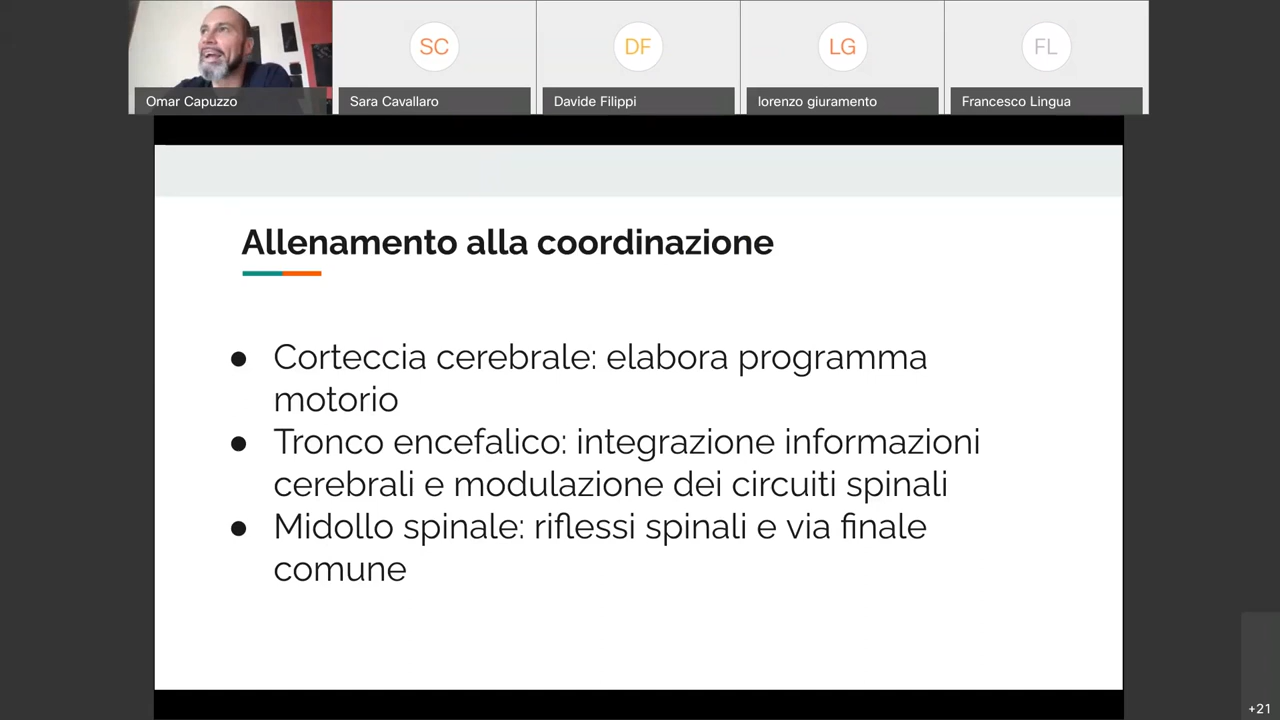 SC
DF
LG
FL
Omar Capuzzo
Sara Cavallaro
Davide Filippi
lorenzo giuramento
Francesco Lingua
Allenamento alla coordinazione
● Corteccia cerebrale: elabora programma
motorio
● Tronco encefalico: integrazione informazioni
cerebrali e modulazione dei circuiti spinali
● Midollo spinale: riflessi spinali e via finale
comune
+21